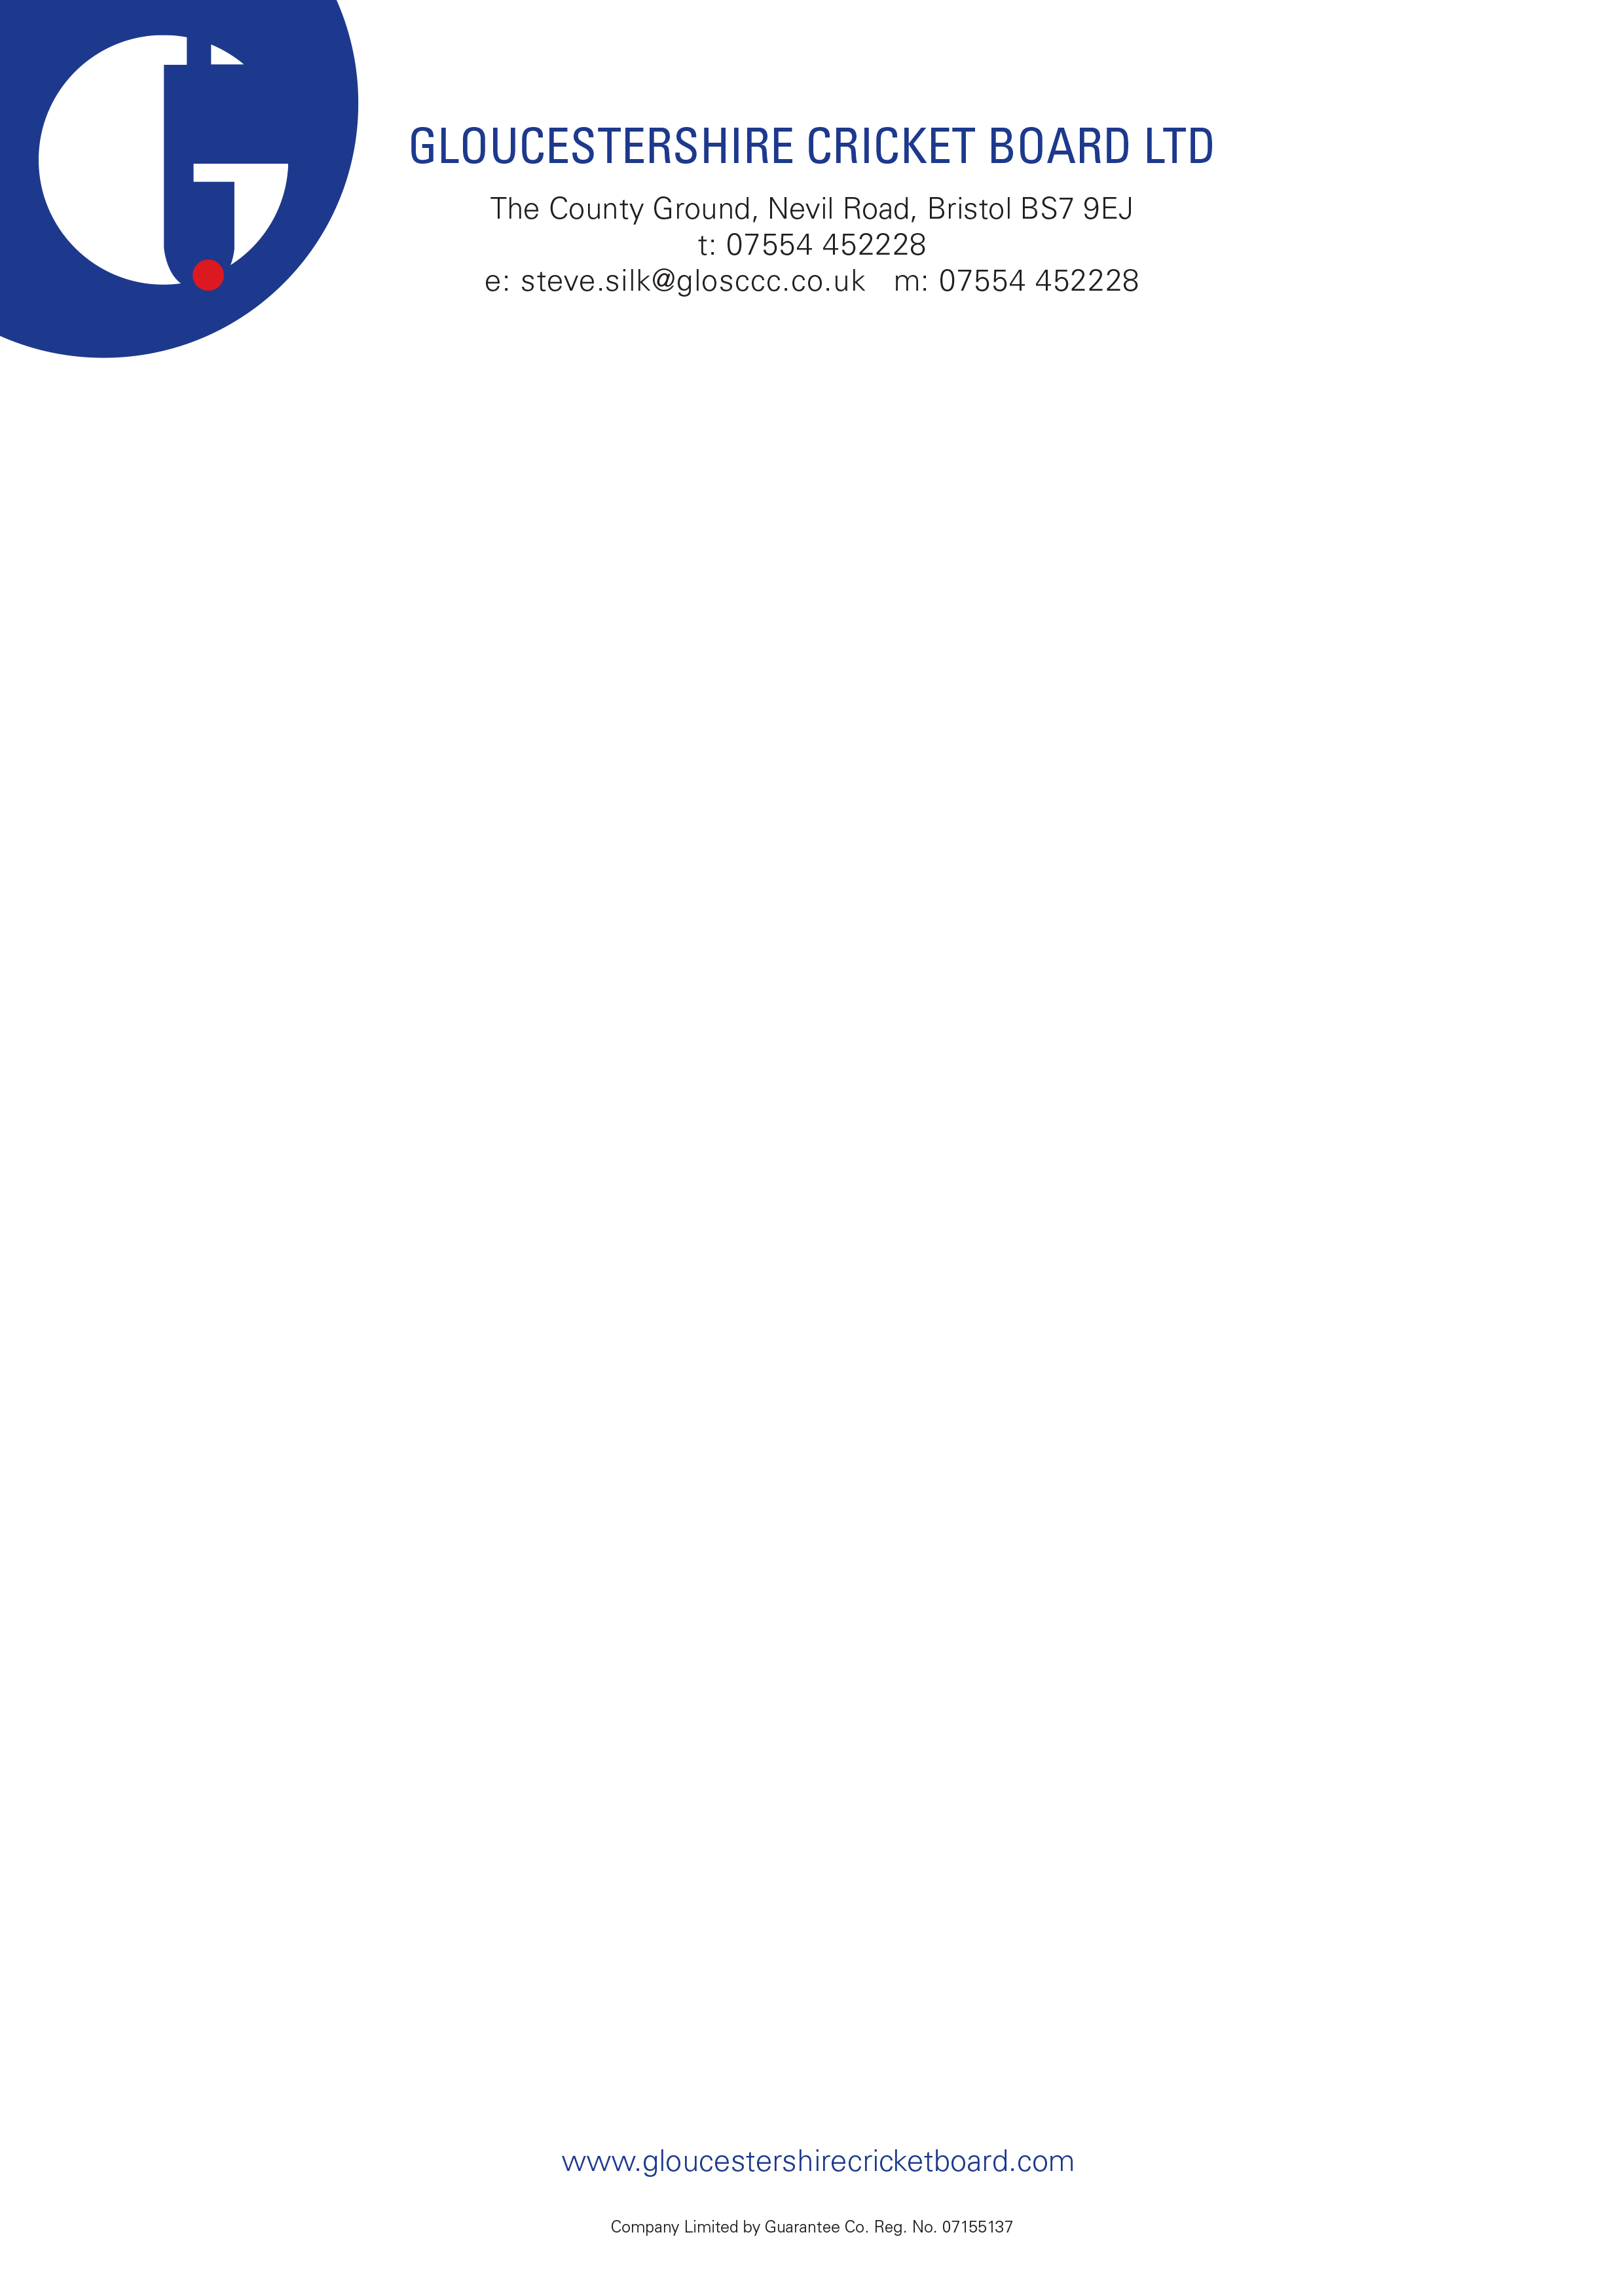 GLOUCESTERSHIRE CRICKET BOARD LTD
The County Ground, Nevil Road, Bristol BS7 9EJ
t: 07554 452228
e: steve.silk@glosccc.co.uk m: 07554 452228
www.gloucestershirecricketboard.com
Company Limited by Guarantee Co. Reg. No. 07155137